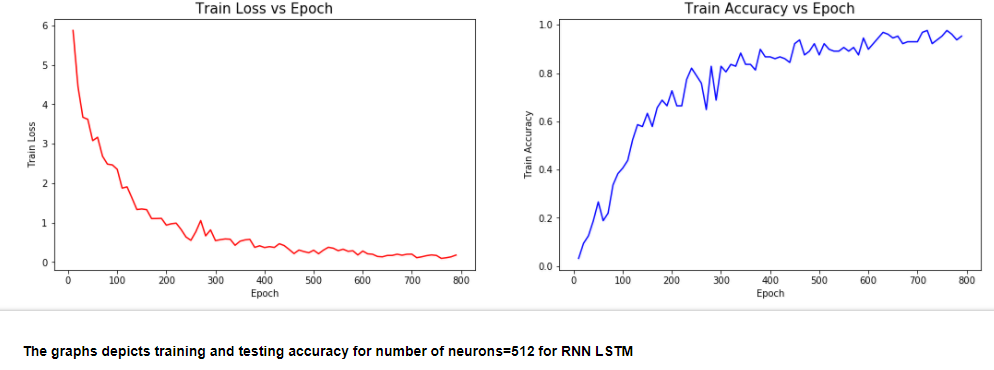 Train Loss vs Epoch
6
5
4
3
2
1
0
Train Loss
0 100 200 300 400 500 600 700 800
Epoch
Train Accuracy vs Epoch
1.0
0.8
0.6
0.4
0.2
0.0
Train Accuracy
0 100 200 300 400 500 600 700 800
Epoch
The graphs depicts training and testing accuracy for number of neurons=512 for RNN LSTM